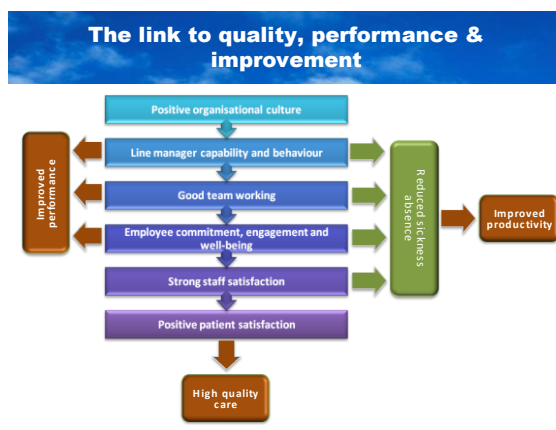 The link to quality, performance &
improvement
Positive organisational culture
Line manager capability and behaviour
Good team working
Employee commitment, engagement and
well-being
Strong staff satisfaction
Positive patient satisfaction
Improved
performance
Reduced sickness
absence
Improved
productivity
High quality
care